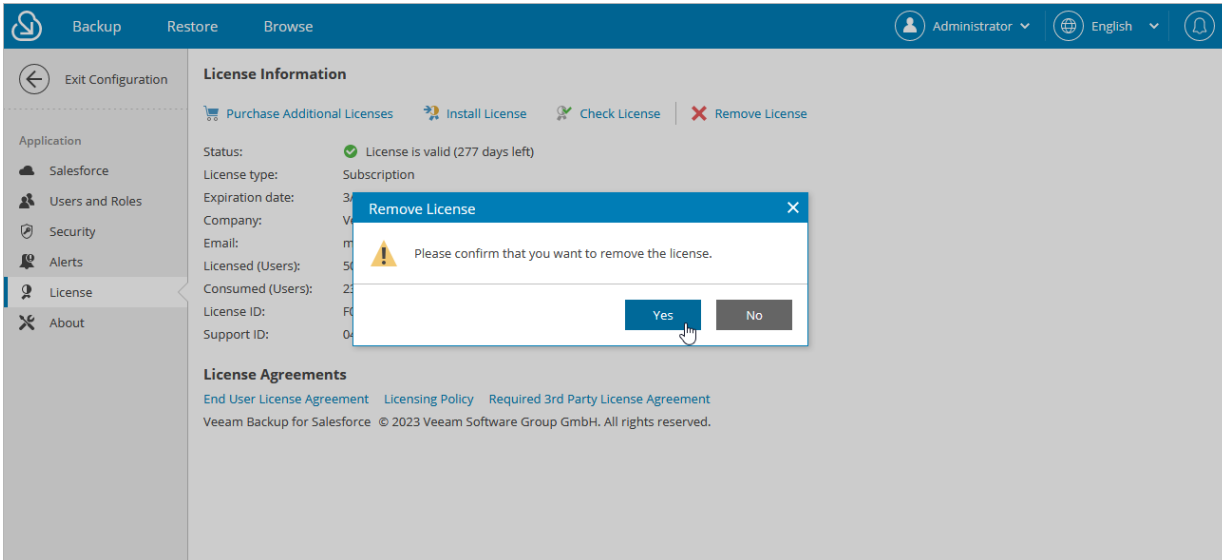 Backup Restore Browse Administrator English
Exit Configuration
Application
Salesforce
Users and Roles
Security
Alerts
License
About
License Information
Purchase Additional Licenses Install License Check License Remove License
Status: License is valid (277 days left)
License type: Subscription
Expiration date: 3/
Company:
Email:
Licensed (Users): 50
Consumed (Users): 23
License ID:
Support ID: 04
Remove License
Please confirm that you want to remove the license.
Yes No
License Agreements
End User License Agreement Licensing Policy Required 3rd Party License Agreement
Veeam Backup for Salesforce © 2023 Veeam Software Group GmbH. All rights reserved.